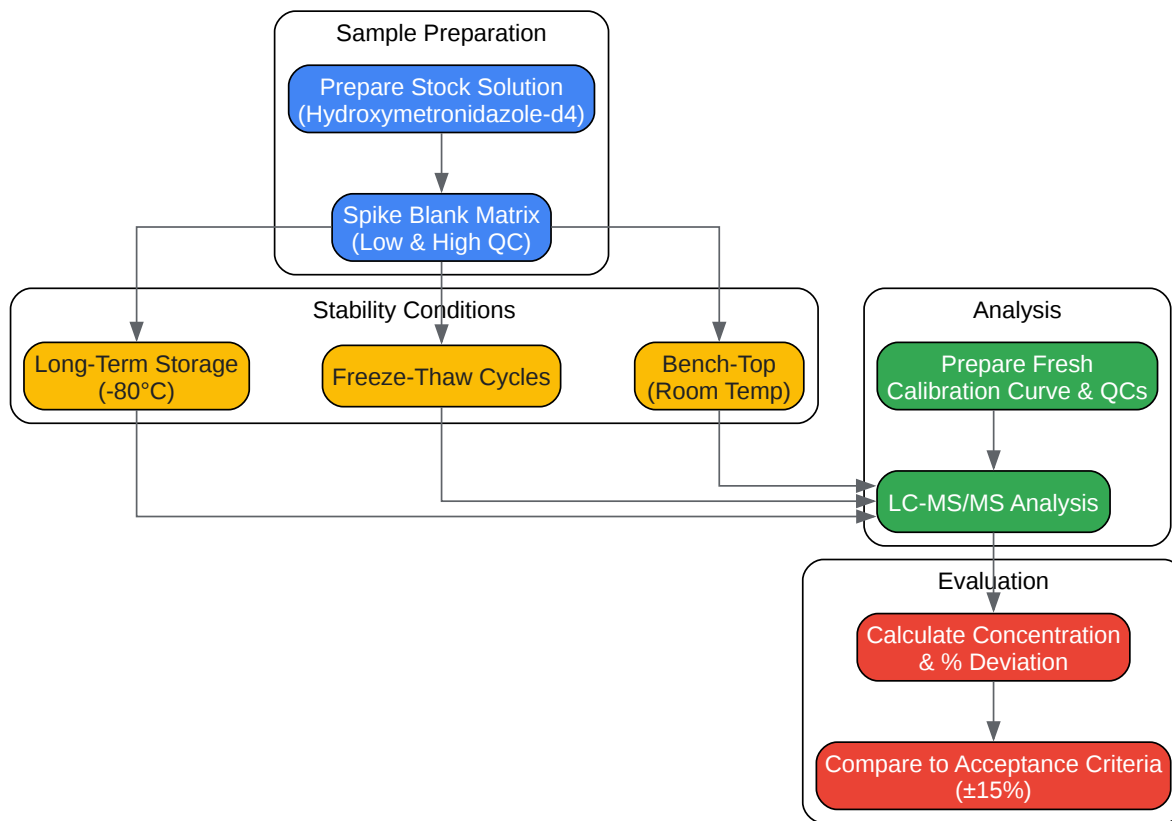 Sample Preparation
Prepare Stock Solution
(Hydroxymetronidazole-d4)
Spike Blank Matrix
(Low & High QC)
Stability Conditions
Long-Term Storage
(-80°C)
Freeze-Thaw Cycles
Bench-Top
(Room Temp)
Analysis
Prepare Fresh
Calibration Curve & QCs
LC-MS/MS Analysis
Evaluation
Calculate Concentration
& % Deviation
Compare to Acceptance Criteria
(±15%)